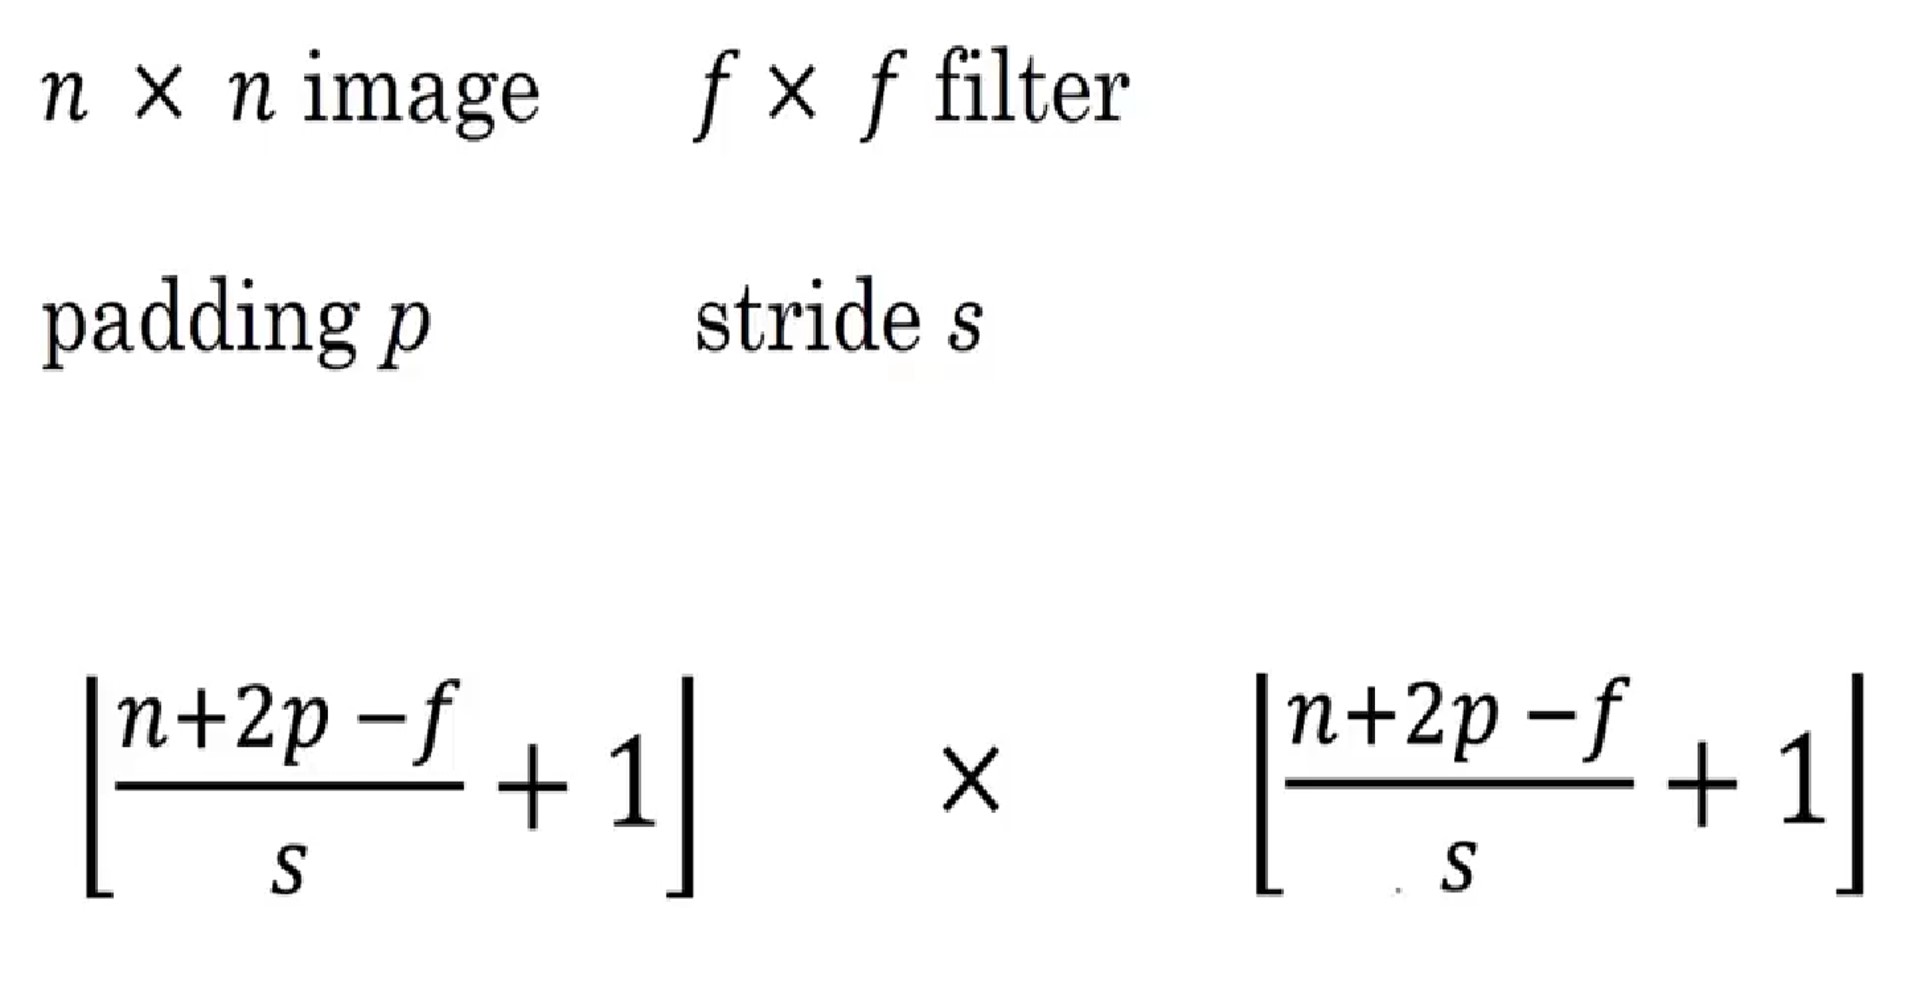 n × n image f × f filter
padding p stride s
⌊(n+2p −f)/s + 1⌋ × ⌊(n+2p −f)/s + 1⌋